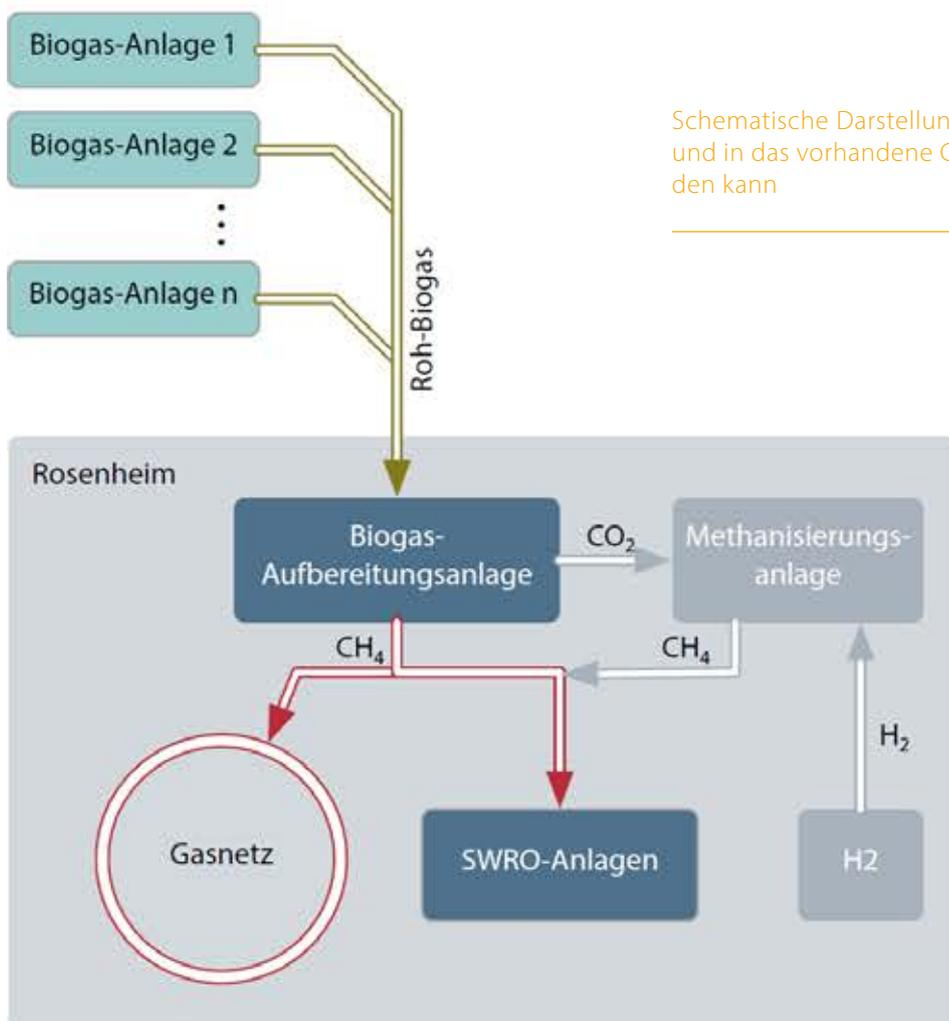 Biogas-Anlage 1
Biogas-Anlage 2
Biogas-Anlage n
Roh-Biogas
Schematische Darstellun
und in das vorhandene
den kann
Rosenheim
Biogas-
Aufbereitungsanlage
CO₂
Methanisierungs-
anlage
CH₄
CH₄
H₂
Gasnetz
SWRO-Anlagen
H2